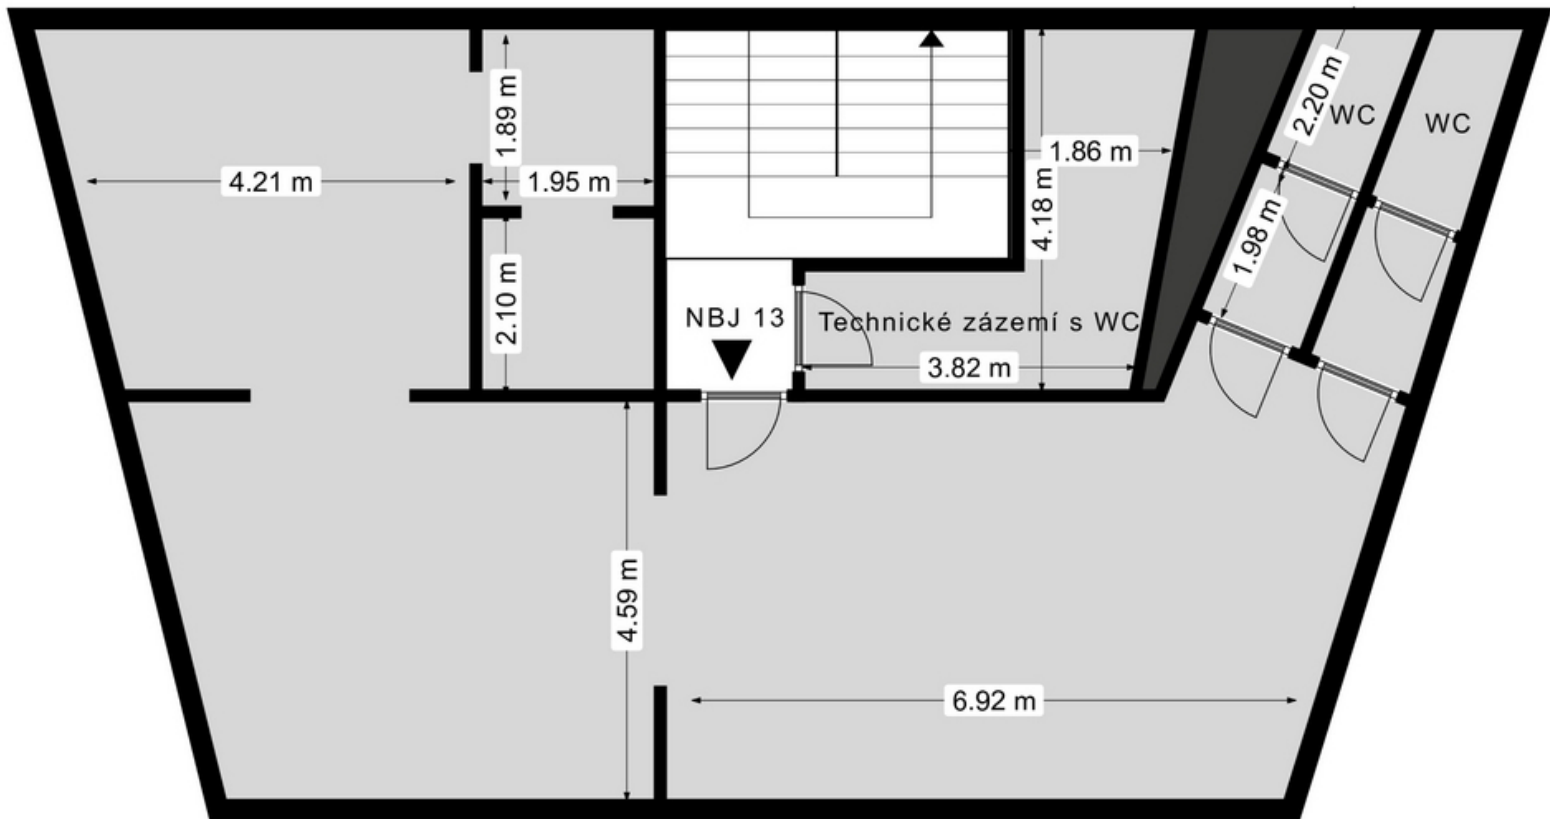 2.20 m
WC
WC
1.89 m
1.86 m
4.21 m
1.95 m
4.18 m
1.98 m
2.10 m
NBJ 13
Technické zázemí s WC
3.82 m
4.59 m
6.92 m